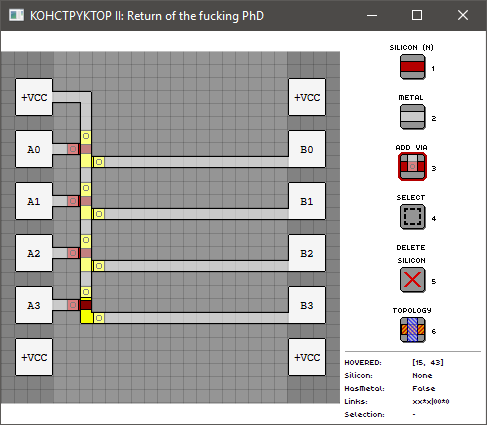 КОНСТРУКТОР II: Return of the fucking PhD
SILICON (N)
1
METAL
2
ADD VIA
3
SELECT
4
DELETE
SILICON
5
TOPOLOGY
6
+VCC
+VCC
A0
B0
A1
B1
A2
B2
A3
B3
+VCC
+VCC
HOVERED: [15, 43]
Silicon: None
HasMetal: False
Links: xx*x|00*0
Selection: -